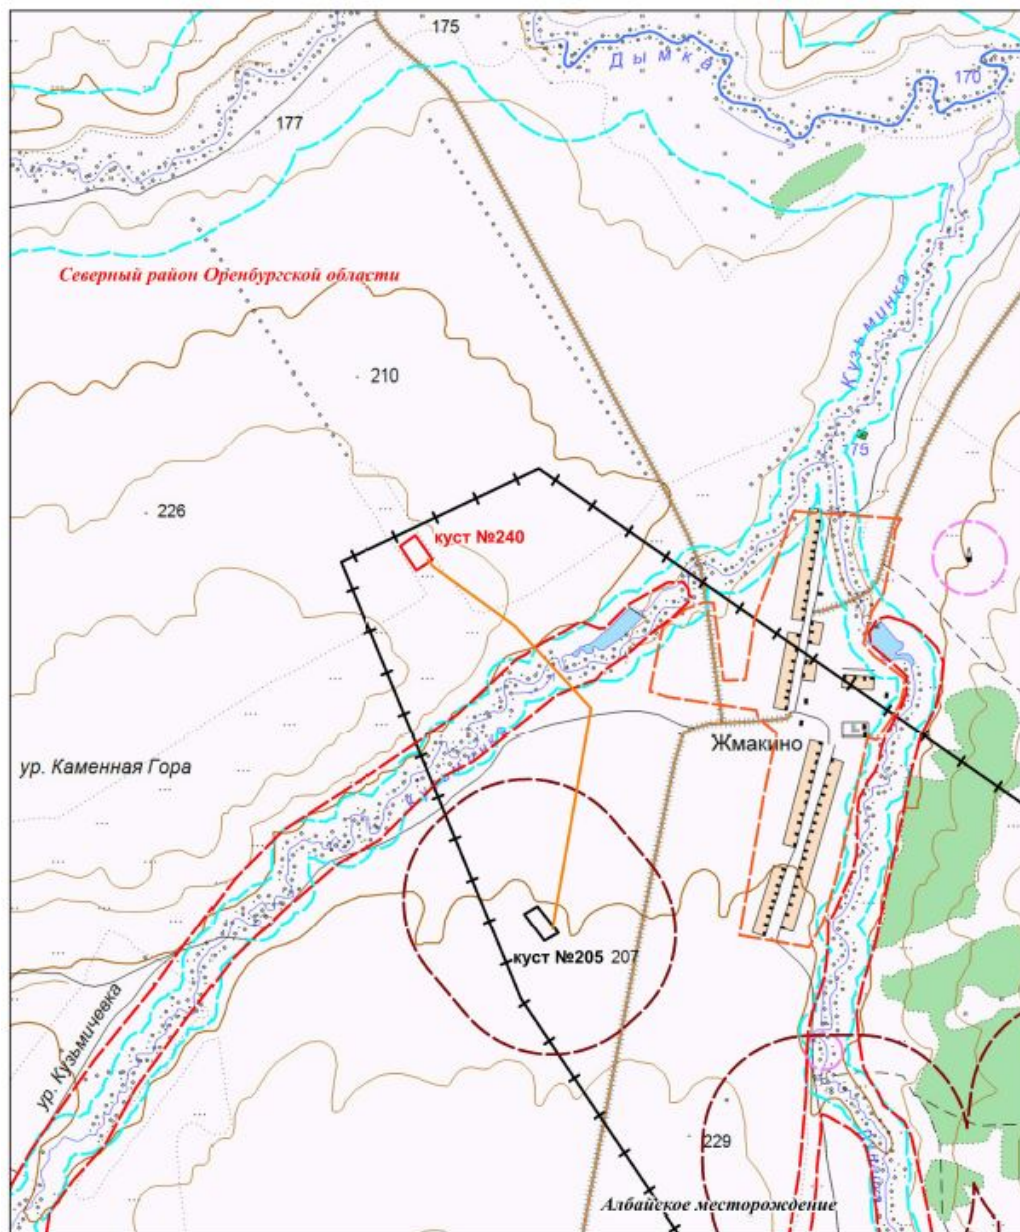 175
Дымка
170
177
Северный район Оренбургской области
Кузьминка
210
75
226
куст №240
ур. Каменная Гора
Жмакино
куст №205 207
ур. Кузьмичевка
229
Албайское месторождение